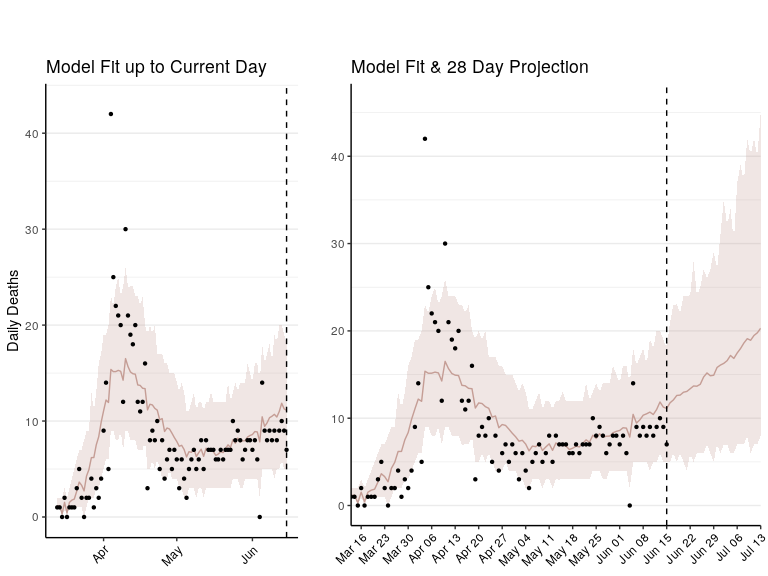 Model Fit up to Current Day
Daily Deaths
40
30
20
10
0
Apr
May
Jun
Model Fit & 28 Day Projection
40
30
20
10
0
Mar 16
Mar 23
Mar 30
Apr 06
Apr 13
Apr 20
Apr 27
May 04
May 11
May 18
May 25
Jun 01
Jun 08
Jun 15
Jun 22
Jun 29
Jul 06
Jul 13